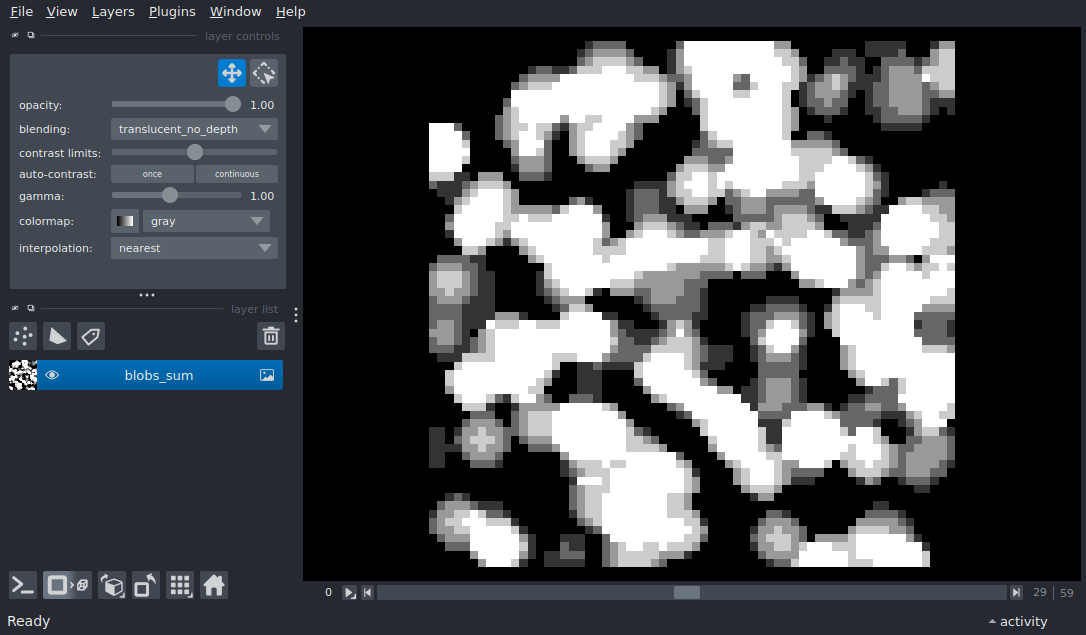 File View Layers Plugins Window Help
layer controls
opacity: 1.00
blending: translucent_no_depth
contrast limits:
auto-contrast: once continuous
gamma: 1.00
colormap: gray
interpolation: nearest
layer list
blobs_sum
0 29 59
Ready activity